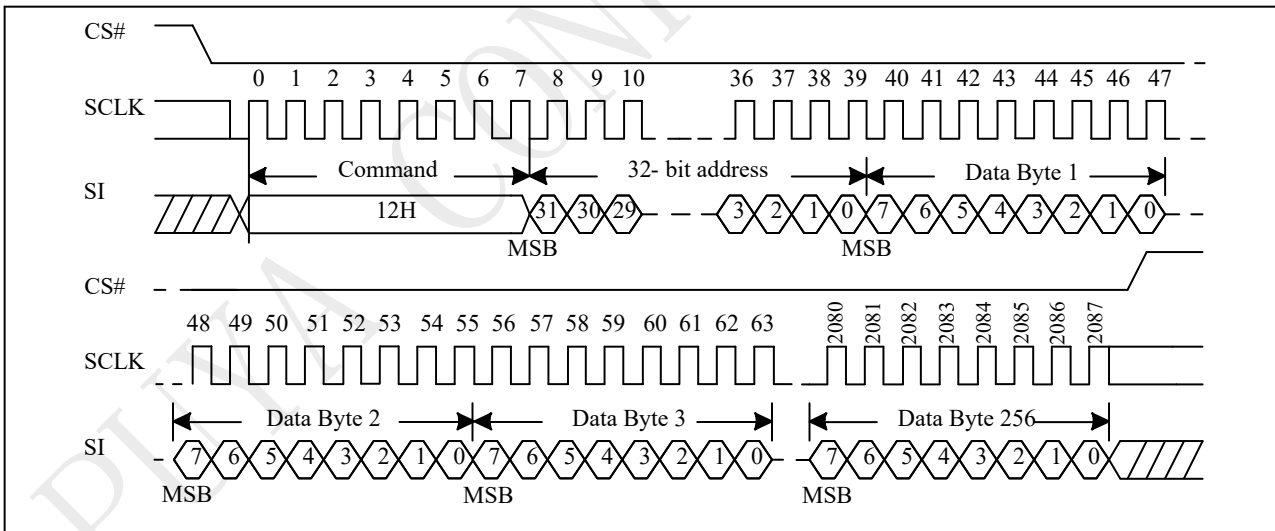 CS#
0 1 2 3 4 5 6 7 8 9 10 36 37 38 39 40 41 42 43 44 45 46 47
SCLK
Command 32- bit address Data Byte 1
SI
12H 31 30 29 3 2 1 0 7 6 5 4 3 2 1 0
MSB MSB
CS#
48 49 50 51 52 53 54 55 56 57 58 59 60 61 62 63 2080 2081 2082 2083 2084 2085 2086 2087
SCLK
Data Byte 2 Data Byte 3 Data Byte 256
SI
7 6 5 4 3 2 1 0 7 6 5 4 3 2 1 0 7 6 5 4 3 2 1 0
MSB MSB MSB